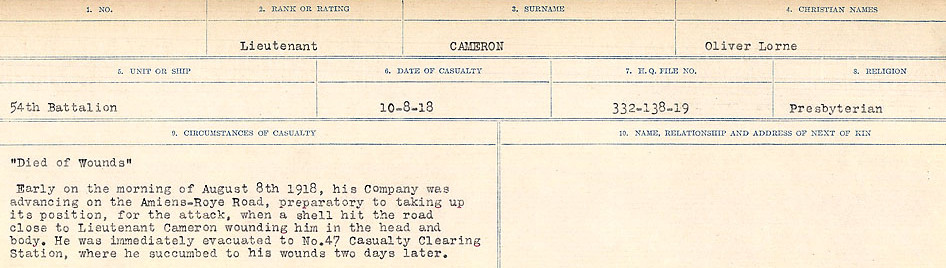 1. NO. 2. RANK OR RATING 3. SURNAME 4. CHRISTIAN NAMES
Lieutenant CAMERON Oliver Lorne
5. UNIT OR SHIP 6. DATE OF CASUALTY 7. H.Q. FILE NO. 8. RELIGION
54th Battalion 10-8-18 332-138-19 Presbyterian
9. CIRCUMSTANCES OF CASUALTY 10. NAME, RELATIONSHIP AND ADDRESS OF NEXT OF KIN
"Died of Wounds"
Early on the morning of August 8th 1918, his Company was
advancing on the Amiens-Roye Road, preparatory to taking up
its position, for the attack, when a shell hit the road
close to Lieutenant Cameron wounding him in the head and
body. He was immediately evacuated to No.47 Casualty Clearing
Station, where he succumbed to his wounds two days later.